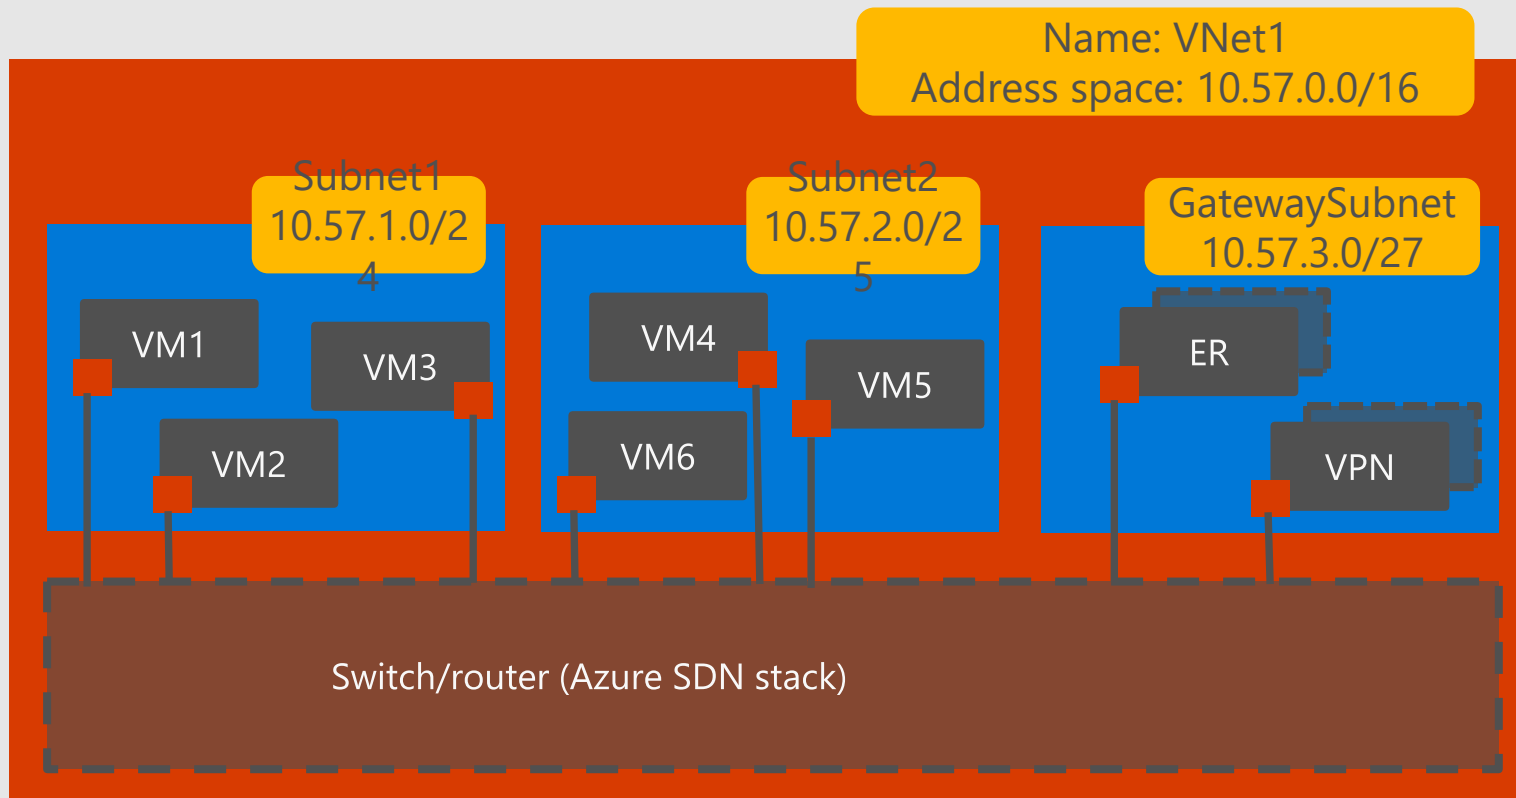 Name: VNet1
Address space: 10.57.0.0/16
Subnet1
10.57.1.0/2
4
Subnet2
10.57.2.0/2
5
GatewaySubnet
10.57.3.0/27
VM1
VM3
VM2
VM4
VM5
VM6
ER
VPN
Switch/router (Azure SDN stack)